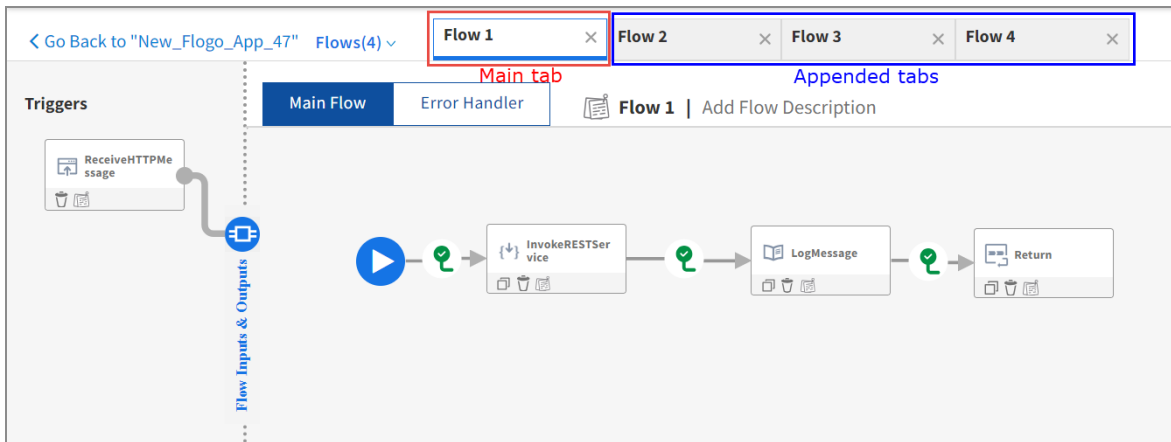 Go Back to "New_Flogo_App_47" Flows(4)
Flow 1
Flow 2
Flow 3
Flow 4
Main tab
Appended tabs
Triggers
Main Flow
Error Handler
Flow 1 | Add Flow Description
ReceiveHTTPMe
ssage
Flow Inputs & Outputs
InvokeRESTSer
vice
LogMessage
Return